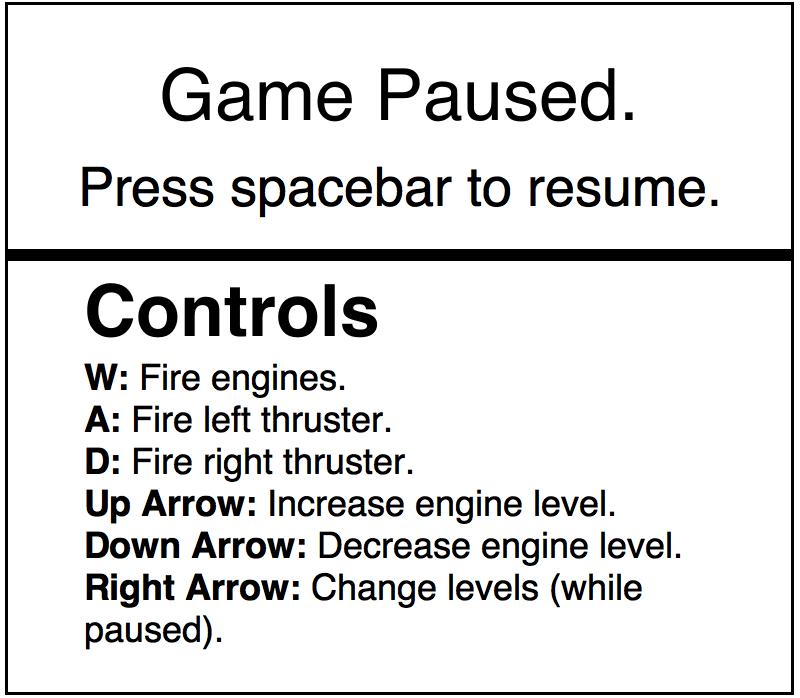 Game Paused.
Press spacebar to resume.
Controls
W: Fire engines.
A: Fire left thruster.
D: Fire right thruster.
Up Arrow: Increase engine level.
Down Arrow: Decrease engine level.
Right Arrow: Change levels (while
paused).